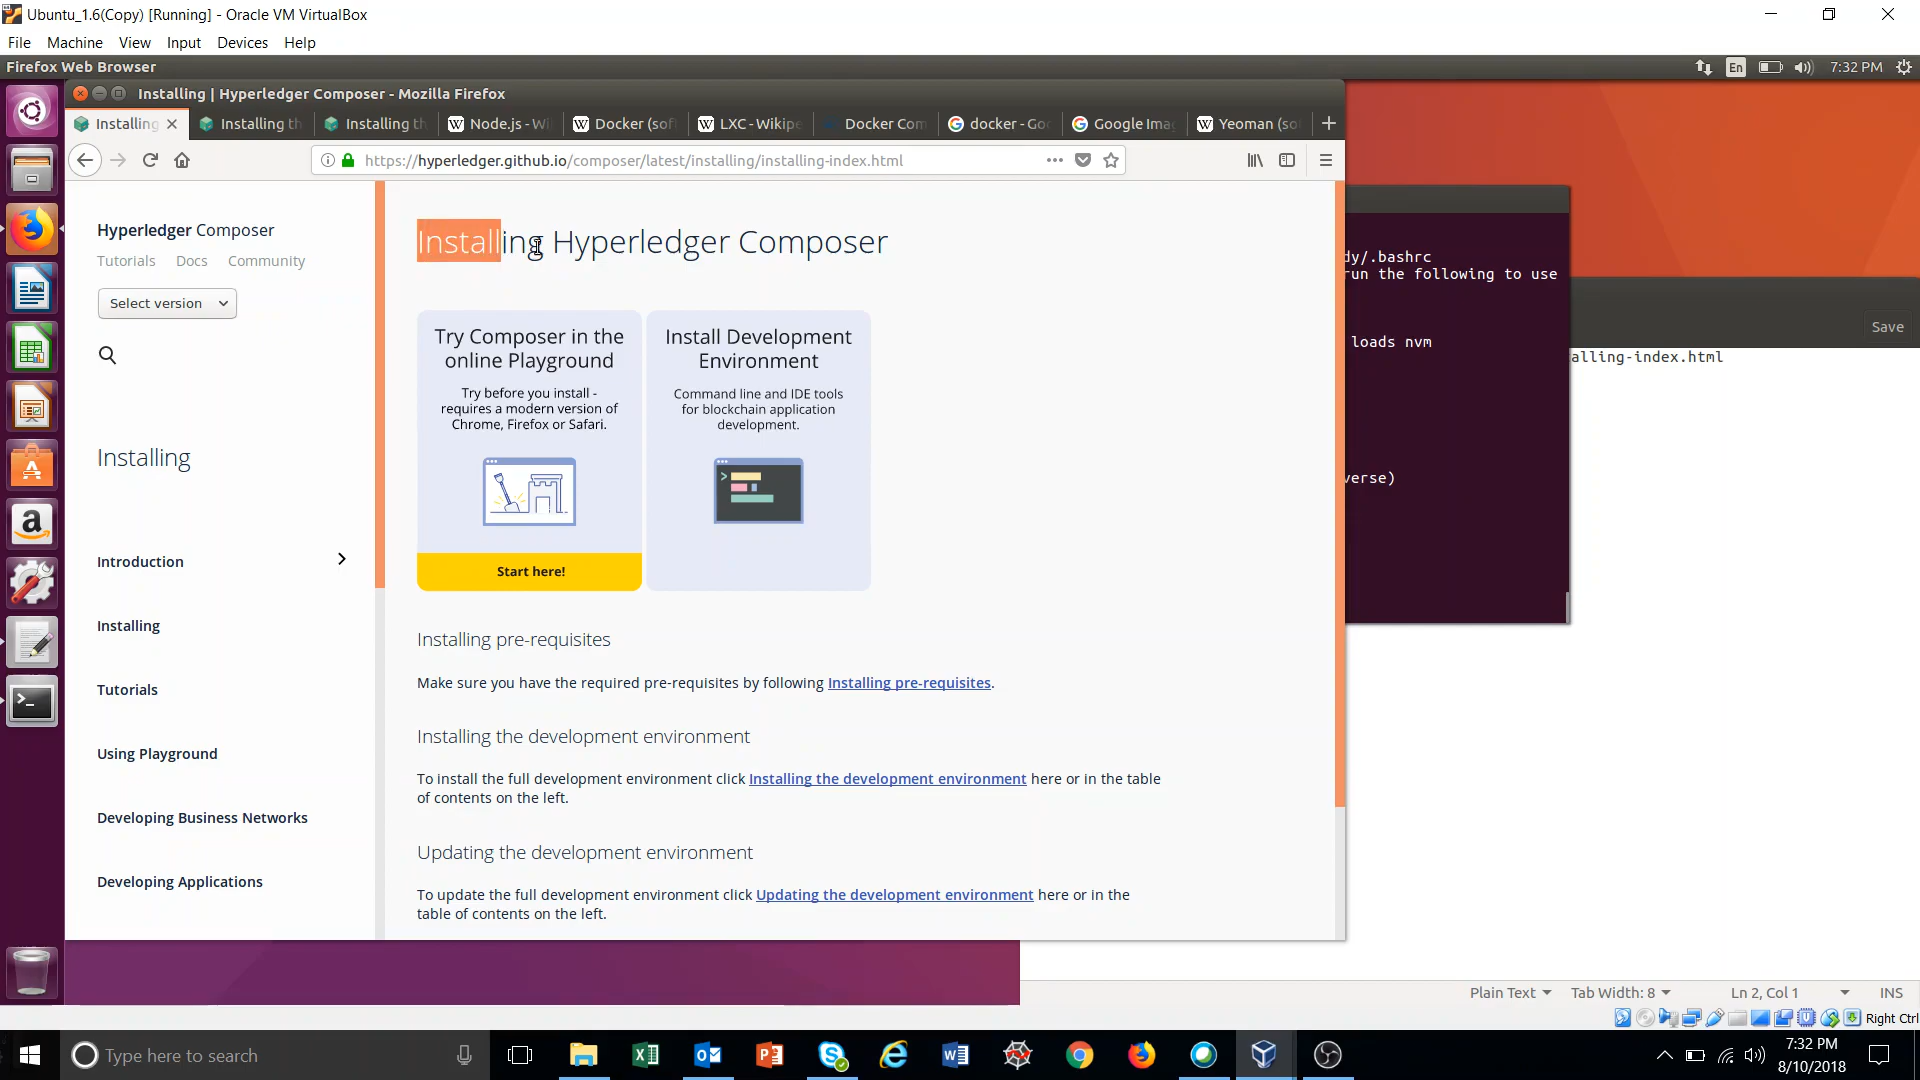 Ubuntu_1.6(Copy) [Running] - Oracle VM VirtualBox
File Machine View Input Devices Help
Firefox Web Browser
En
7:32 PM
Installing | Hyperledger Composer - Mozilla Firefox
Installing
Installing th
Installing th
Node.js - Wi
Docker (sof
LXC - Wikipe
Docker Com
docker - Goo
Google Imag
Yeoman (so
https://hyperledger.github.io/composer/latest/installing/installing-index.html
Hyperledger Composer
Tutorials Docs Community
Select version
Installing
Introduction
Installing
Tutorials
Using Playground
Developing Business Networks
Developing Applications
Installing Hyperledger Composer
Try Composer in the
online Playground
Try before you install -
requires a modern version of
Chrome, Firefox or Safari.
Start here!
Install Development
Environment
Command line and IDE tools
for blockchain application
development.
Installing pre-requisites
Make sure you have the required pre-requisites by following Installing pre-requisites.
Installing the development environment
To install the full development environment click Installing the development environment here or in the table
of contents on the left.
Updating the development environment
To update the full development environment click Updating the development environment here or in the
table of contents on the left.
dy/.bashrc
run the following to use
loads nvm
verse)
Save
alling-index.html
Plain Text Tab Width: 8 Ln 2, Col 1 INS
Right Ctrl
Type here to search
7:32 PM
8/10/2018